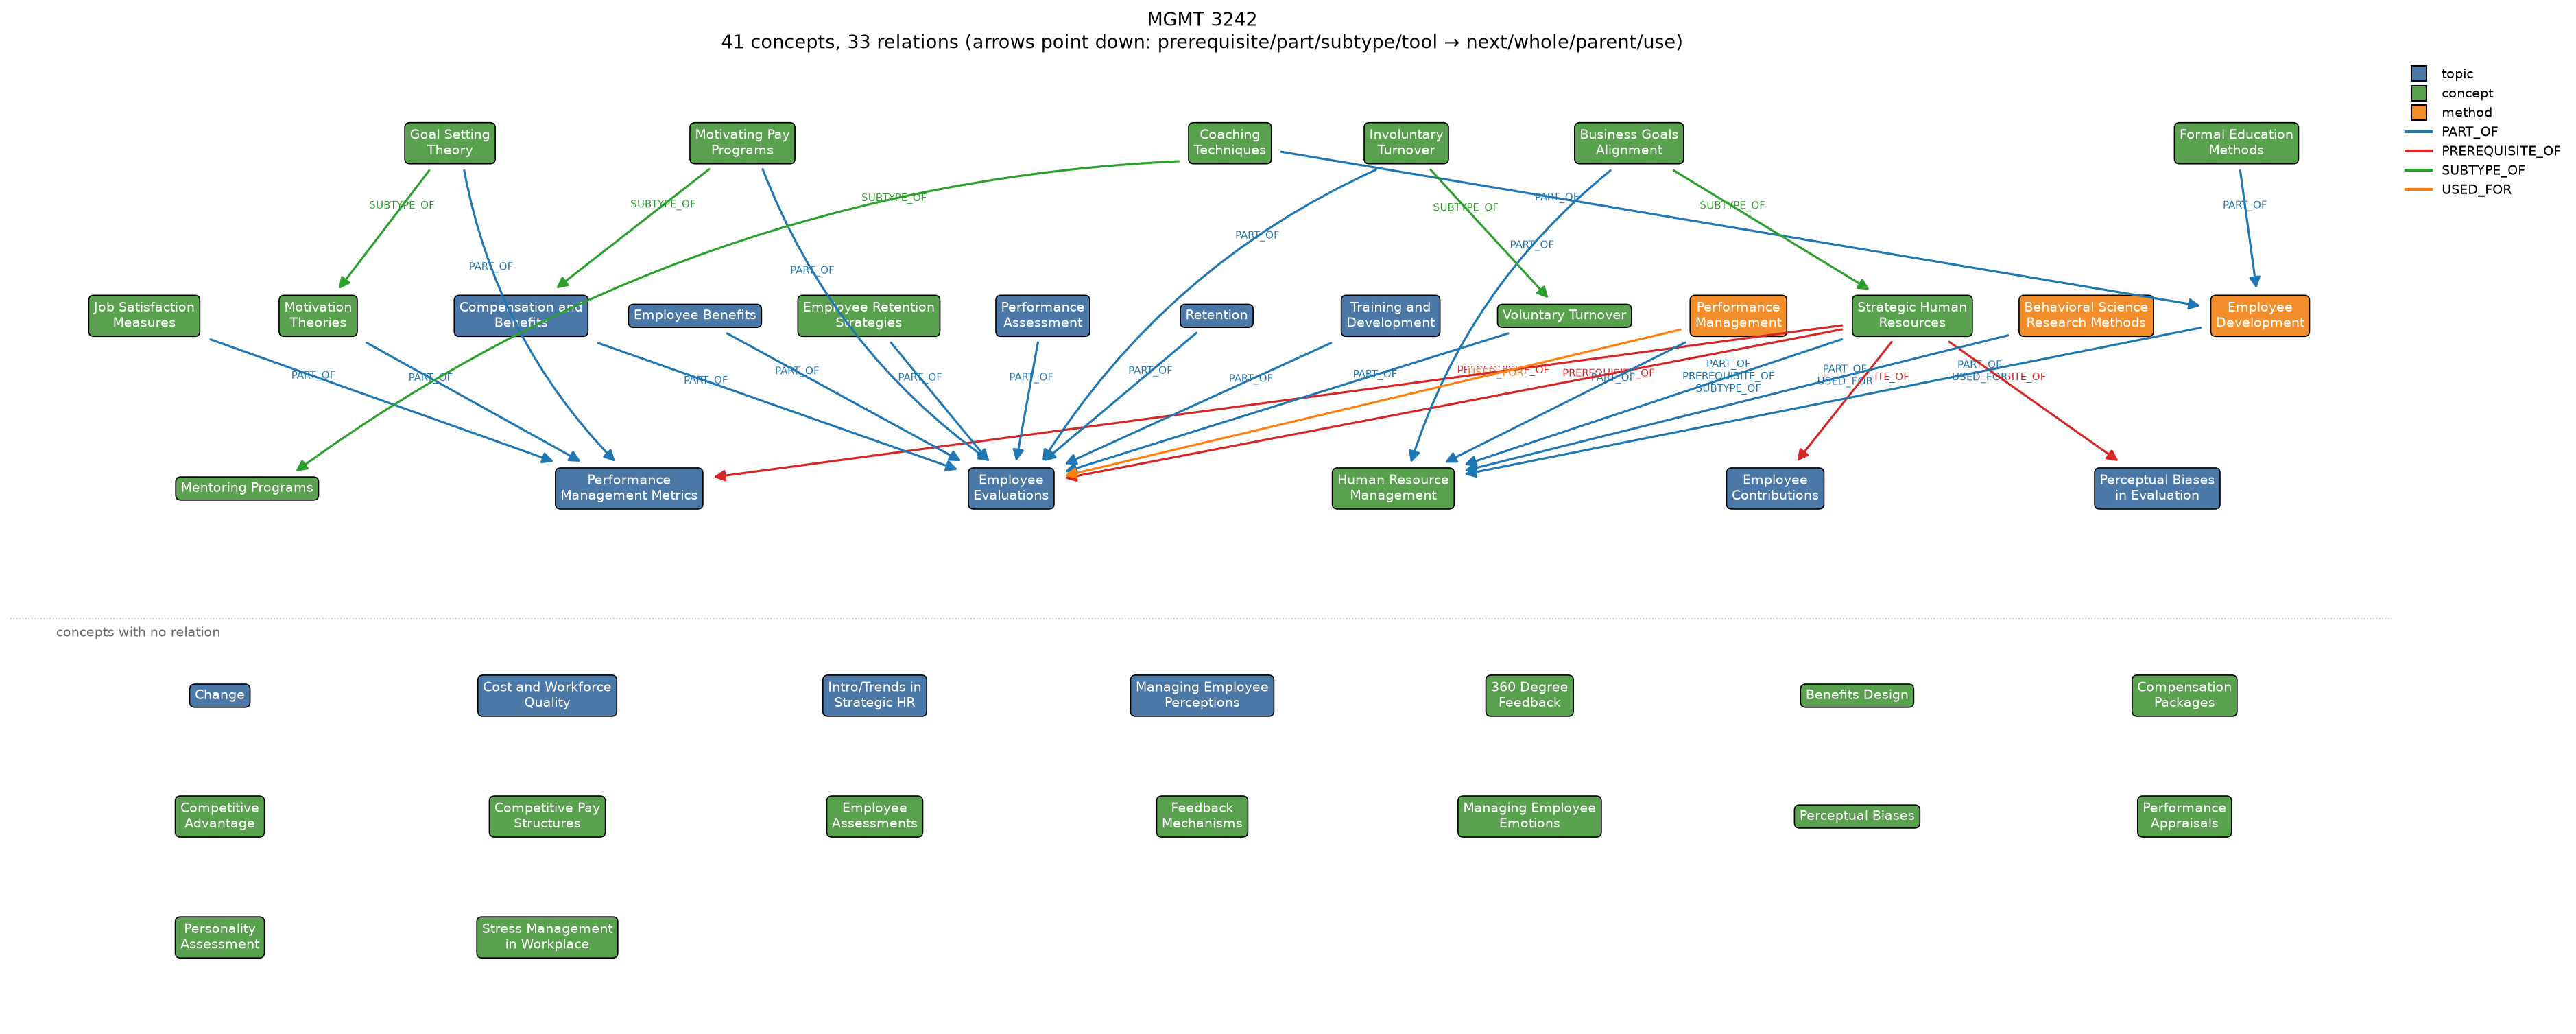 MGMT 3242
41 concepts, 33 relations (arrows point down: prerequisite/part/subtype/tool → next/whole/parent/use)
topic
concept
method
PART_OF
PREREQUISITE_OF
SUBTYPE_OF
USED_FOR
Goal Setting
Theory
Motivating Pay
Programs
Coaching
Techniques
Involuntary
Turnover
Business Goals
Alignment
Formal Education
Methods
SUBTYPE_OF
SUBTYPE_OF
SUBTYPE_OF
SUBTYPE_OF
PART_OF
SUBTYPE_OF
PART_OF
PART_OF
PART_OF
PART_OF
PART_OF
Job Satisfaction
Measures
Motivation
Theories
Compensation and
Benefits
Employee Benefits
Employee Retention
Strategies
Performance
Assessment
Retention
Training and
Development
Voluntary Turnover
Performance
Management
Strategic Human
Resources
Behavioral Science
Research Methods
Employee
Development
PART_OF
PART_OF
PART_OF
PART_OF
PART_OF
PART_OF
PART_OF
PART_OF
PART_OF
PART_OF
PART_OF
PREREQUISITE_OF
SUBTYPE_OF
PART_OF
USED_FOR
PART_OF
USED_FOR
Mentoring Programs
Performance
Management Metrics
Employee
Evaluations
Human Resource
Management
Employee
Contributions
Perceptual Biases
in Evaluation
concepts with no relation
Change
Cost and Workforce
Quality
Intro/Trends in
Strategic HR
Managing Employee
Perceptions
360 Degree
Feedback
Benefits Design
Compensation
Packages
Competitive
Advantage
Competitive Pay
Structures
Employee
Assessments
Feedback
Mechanisms
Managing Employee
Emotions
Perceptual Biases
Performance
Appraisals
Personality
Assessment
Stress Management
in Workplace